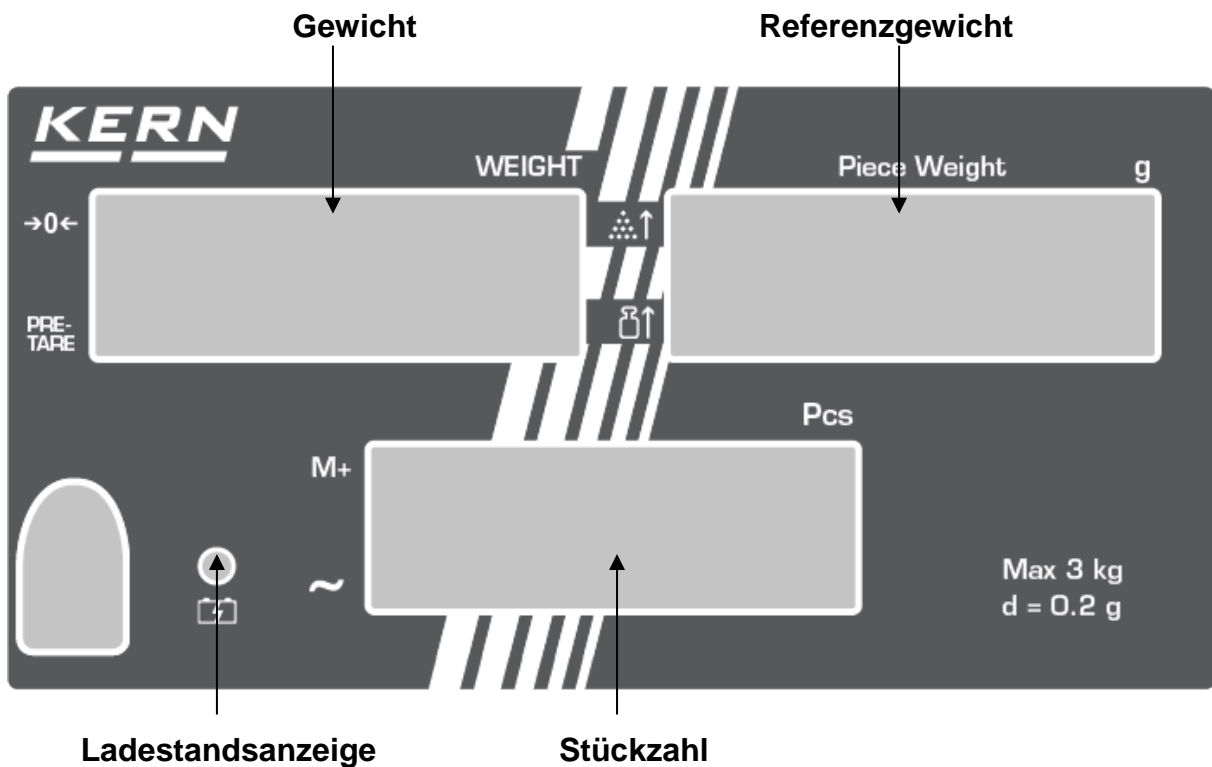 Gewicht
Referenzgewicht
KERN
WEIGHT
Piece Weight
g
→0←
PRE-
TARE
Pcs
M+
~
Max 3 kg
d = 0.2 g
Ladestandsanzeige
Stückzahl